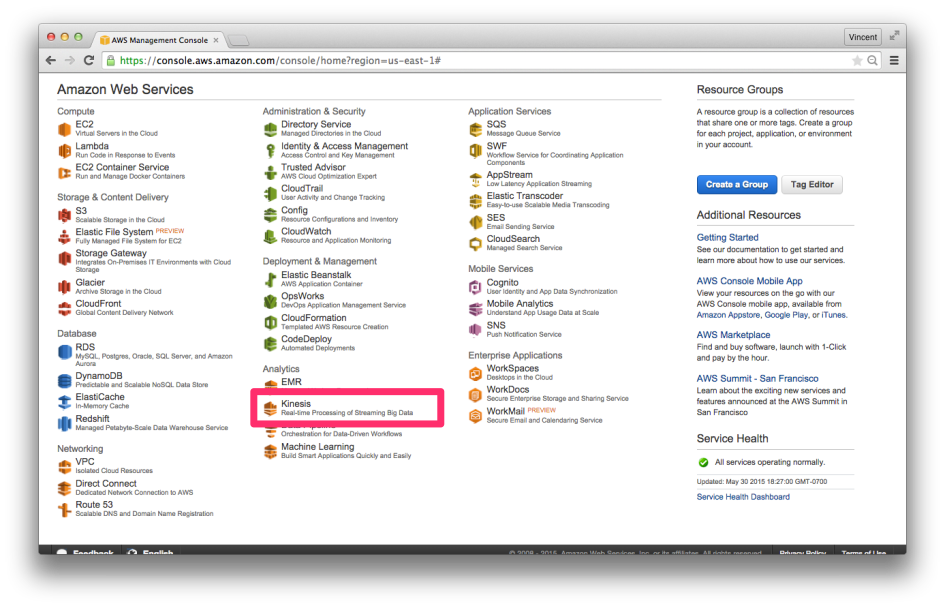 AWS Management Console
Vincent
https://console.aws.amazon.com/console/home?region=us-east-1#
Amazon Web Services
Compute
EC2
Virtual Servers in the Cloud
Lambda
Run Code in Response to Events
EC2 Container Service
Run and Manage Docker Containers
Storage & Content Delivery
S3
Scalable Storage in the Cloud
Elastic File System PREVIEW
Fully Managed File System for EC2
Storage Gateway
Integrates On-Premises IT Environments with Cloud
Storage
Glacier
Archive Storage in the Cloud
CloudFront
Global Content Delivery Network
Database
RDS
MySQL, Postgres, Oracle, SQL Server, and Amazon
Aurora
DynamoDB
Predictable and Scalable NoSQL Data Store
ElastiCache
In-Memory Cache
Redshift
Managed Petabyte-Scale Data Warehouse Service
Networking
VPC
Isolated Cloud Resources
Direct Connect
Dedicated Network Connection to AWS
Route 53
Scalable DNS and Domain Name Registration
Administration & Security
Directory Service
Managed Directories in the Cloud
Identity & Access Management
Access Control and Key Management
Trusted Advisor
AWS Cloud Optimization Expert
CloudTrail
User Activity and Change Tracking
Config
Resource Configurations and Inventory
CloudWatch
Resource and Application Monitoring
Deployment & Management
Elastic Beanstalk
AWS Application Container
OpsWorks
DevOps Application Management Service
CloudFormation
Templated AWS Resource Creation
CodeDeploy
Automated Deployments
Analytics
EMR
Kinesis
Real-time Processing of Streaming Big Data
Orchestration for Data-Driven Workflows
Machine Learning
Build Smart Applications Quickly and Easily
Application Services
SQS
Message Queue Service
SWF
Workflow Service for Coordinating Application
Components
AppStream
Low Latency Application Streaming
Elastic Transcoder
Easy-to-use Scalable Media Transcoding
SES
Email Sending Service
CloudSearch
Managed Search Service
Mobile Services
Cognito
User Identity and App Data Synchronization
Mobile Analytics
Understand App Usage Data at Scale
SNS
Push Notification Service
Enterprise Applications
WorkSpaces
Desktops in the Cloud
WorkDocs
Secure Enterprise Storage and Sharing Service
WorkMail PREVIEW
Secure Email and Calendaring Service
Resource Groups
A resource group is a collection of resources
that share one or more tags. Create a group
for each project, application, or environment
in your account.
Create a Group
Tag Editor
Additional Resources
Getting Started
See our documentation to get started and
learn more about how to use our services.
AWS Console Mobile App
View your resources on the go with our
AWS Console mobile app, available from
Amazon Appstore, Google Play, or iTunes.
AWS Marketplace
Find and buy software, launch with 1-Click
and pay by the hour.
AWS Summit - San Francisco
Learn about the exciting new services and
features announced at the AWS Summit in
San Francisco
Service Health
All services operating normally.
Updated: May 30 2015 18:27:00 GMT-0700
Service Health Dashboard
Feedback
English
© 2008 - 2015, Amazon Web Services, Inc. or its affiliates. All rights reserved.
Privacy Policy
Terms of Use